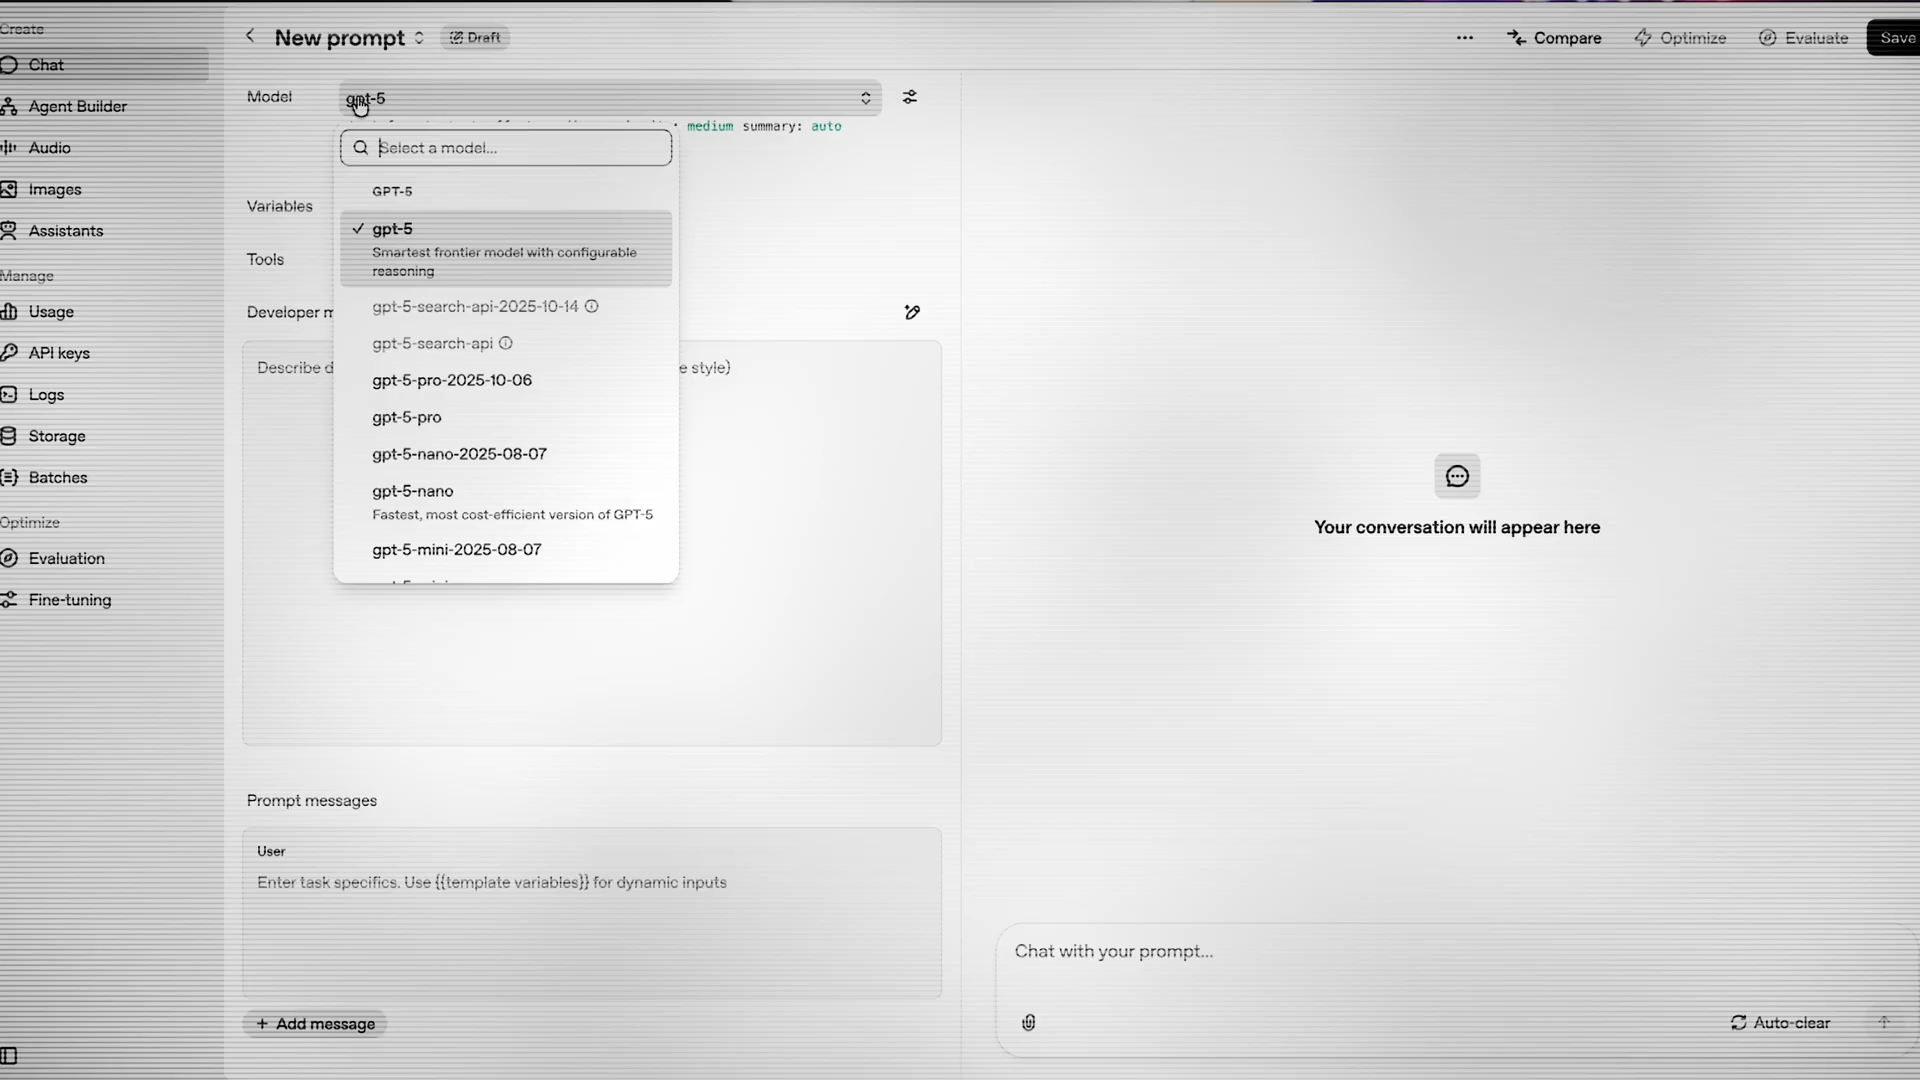 Create
Chat
Agent Builder
Audio
Images
Assistants
Manage
Usage
API keys
Logs
Storage
Batches
Optimize
Evaluation
Fine-tuning
New prompt
Draft
Compare
Optimize
Evaluate
Save
Model
gpt-5
medium summary: auto
Select a model...
GPT-5
gpt-5
Smartest frontier model with configurable
reasoning
gpt-5-search-api-2025-10-14
gpt-5-search-api
gpt-5-pro-2025-10-06
gpt-5-pro
gpt-5-nano-2025-08-07
gpt-5-nano
Fastest, most cost-efficient version of GPT-5
gpt-5-mini-2025-08-07
Variables
Tools
Developer m
Describe d
e style)
Prompt messages
User
Enter task specifics. Use {{template variables}} for dynamic inputs
+ Add message
Your conversation will appear here
Chat with your prompt...
Auto-clear